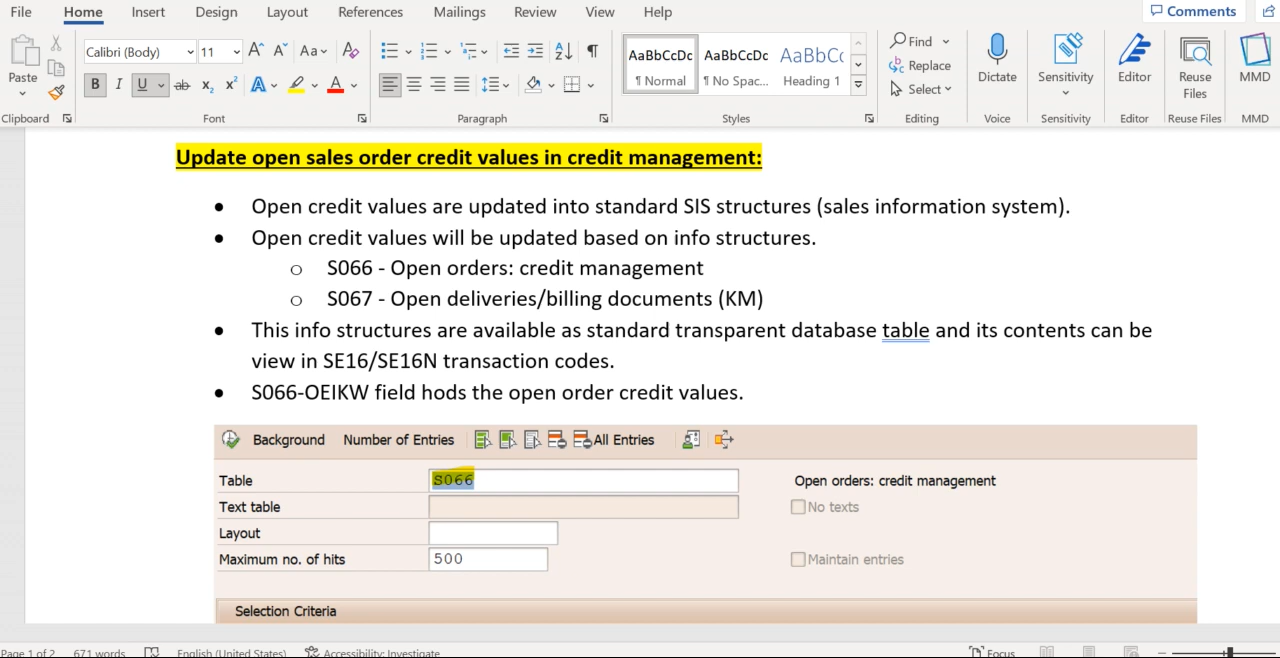 File Home Insert Design Layout References Mailings Review View Help Comments
Calibri (Body) 11 Aa
Find
Replace
Select
Paste
B I U ab x₂ x² A A
AaBbCcDc AaBbCcDc AaBbCc
¶ Normal ¶ No Spac... Heading 1
Dictate Sensitivity Editor Reuse Files MMD
Clipboard Font Paragraph Styles Editing Voice Sensitivity Editor Reuse Files MMD
Update open sales order credit values in credit management:
• Open credit values are updated into standard SIS structures (sales information system).
• Open credit values will be updated based on info structures.
o S066 - Open orders: credit management
o S067 - Open deliveries/billing documents (KM)
• This info structures are available as standard transparent database table and its contents can be
view in SE16/SE16N transaction codes.
• S066-OEIKW field hods the open order credit values.
Background Number of Entries All Entries
Table S066 Open orders: credit management
Text table No texts
Layout
Maximum no. of hits 500 Maintain entries
Selection Criteria
Page 1 of 2 671 words English (United States) Accessibility: Investigate Focus